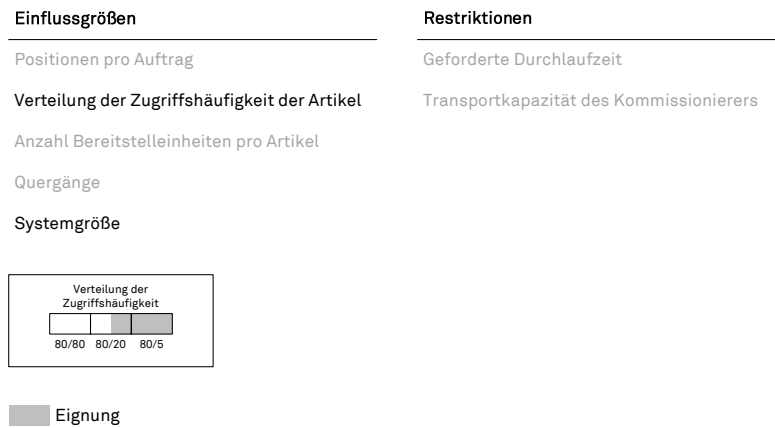 Einflussgrößen
Positionen pro Auftrag
Verteilung der Zugriffshäufigkeit der Artikel
Anzahl Bereitstelleinheiten pro Artikel
Quergänge
Systemgröße
Restriktionen
Geforderte Durchlaufzeit
Transportkapazität des Kommissionierers
Verteilung der
Zugriffshäufigkeit
80/80 80/20 80/5
Eignung